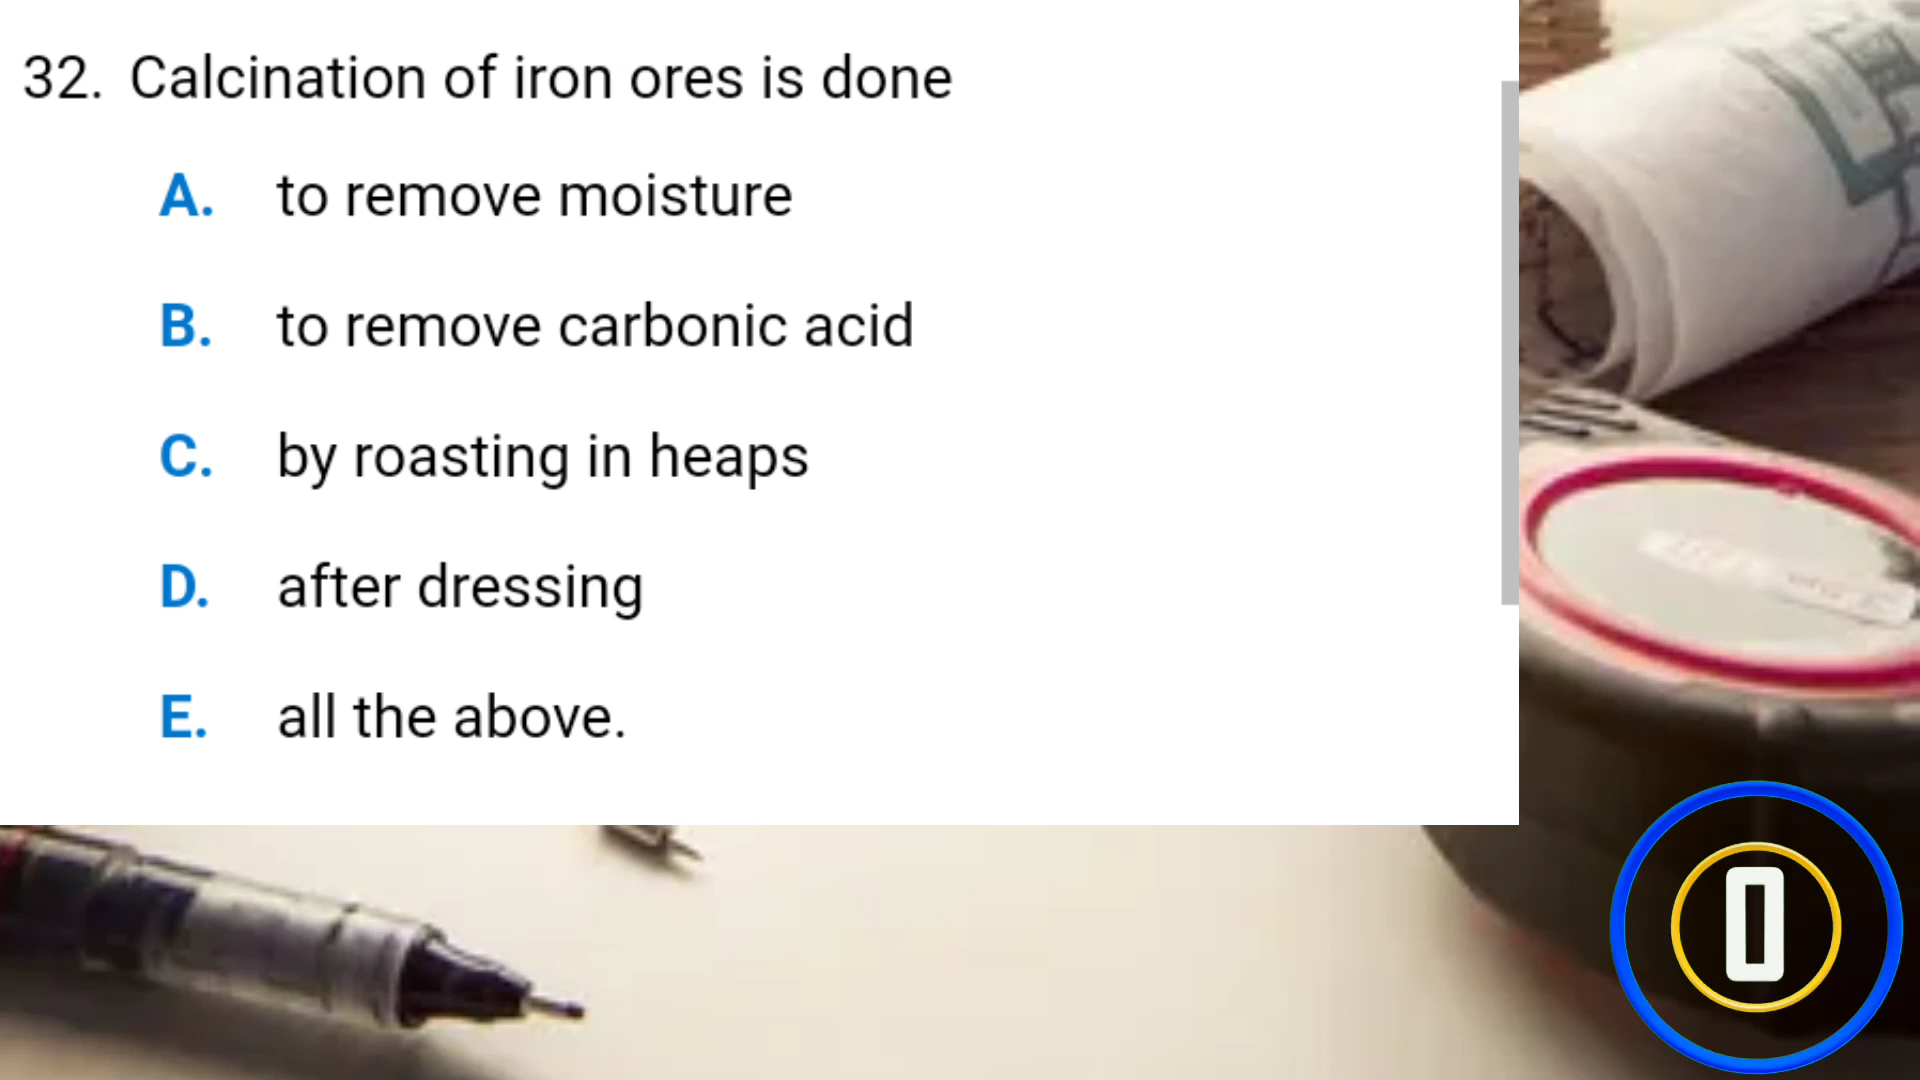 32. Calcination of iron ores is done
A. to remove moisture
B. to remove carbonic acid
C. by roasting in heaps
D. after dressing
E. all the above.
0